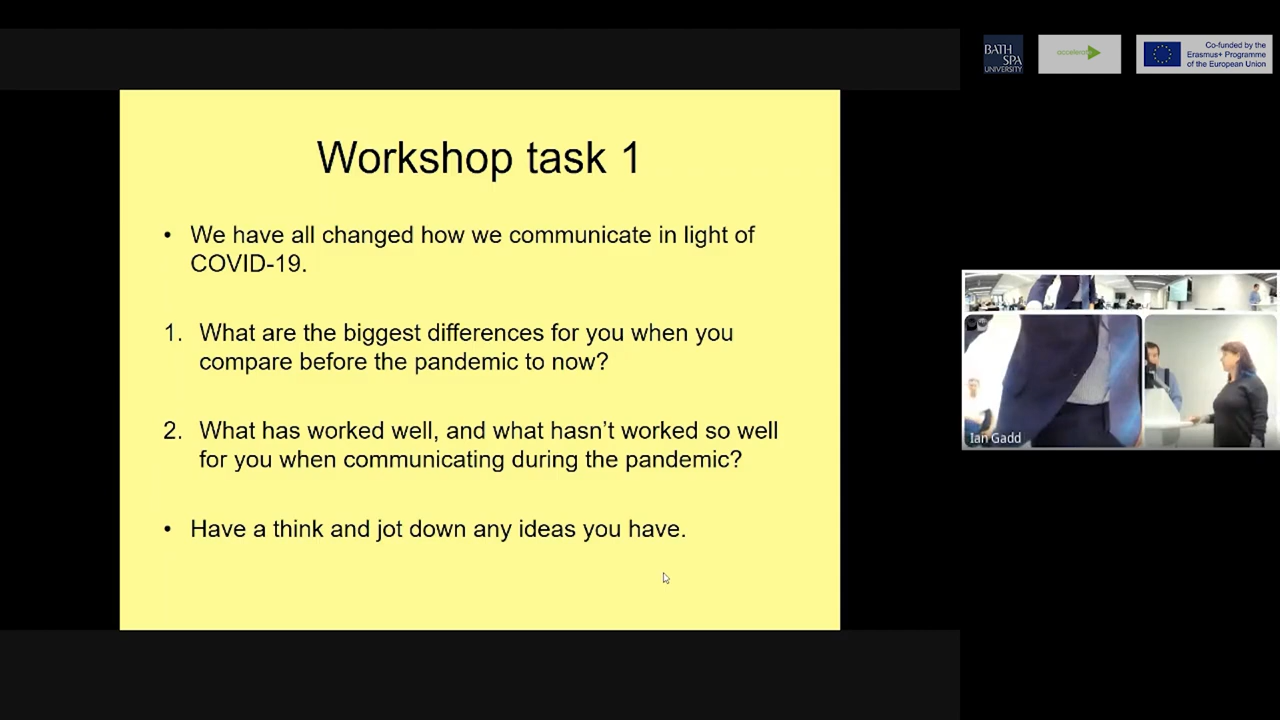 BATH
SPA
UNIVERSITY
accelerate
Co-funded by the
Erasmus+ Programme
of the European Union
Workshop task 1
• We have all changed how we communicate in light of
COVID-19.
1. What are the biggest differences for you when you
compare before the pandemic to now?
2. What has worked well, and what hasn’t worked so well
for you when communicating during the pandemic?
• Have a think and jot down any ideas you have.
Ian Gadd